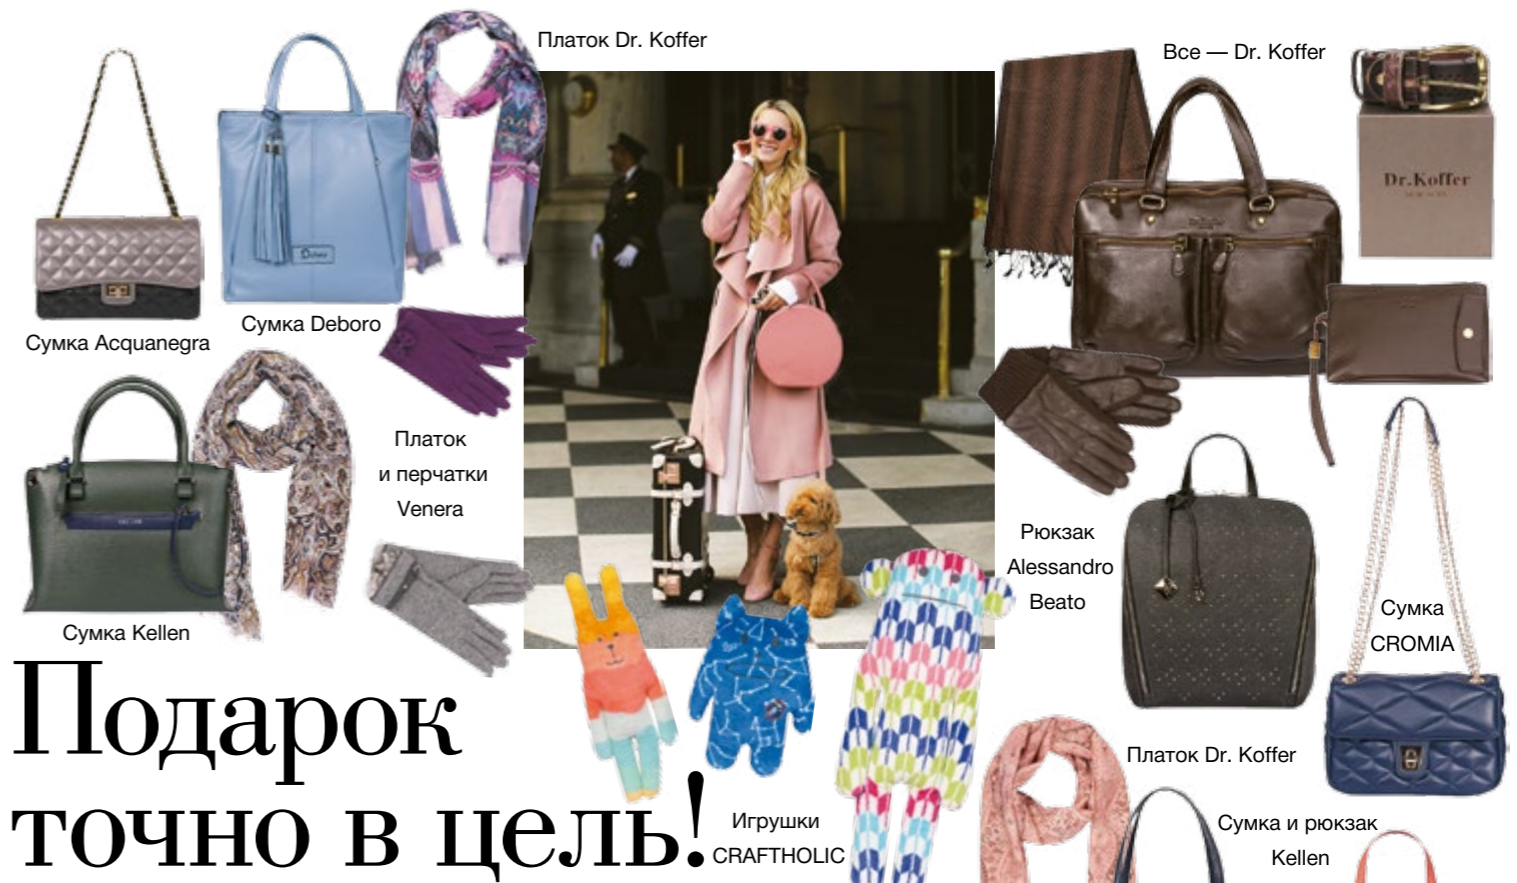 Платок Dr. Koffer
Все — Dr. Koffer
Dr.Koffer
Сумка Deboro
Сумка Acquanegra
Платок
и перчатки
Venera
Рюкзак
Alessandro
Beato
Сумка
CROMIA
Сумка Kellen
Подарок
точно в цель!
Платок Dr. Koffer
Игрушки
CRAFTHOLIC
Сумка и рюкзак
Kellen